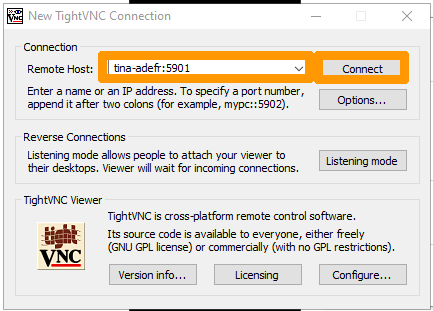 New TightVNC Connection
Connection
Remote Host: tina-adefr:5901 Connect
Enter a name or an IP address. To specify a port number,
append it after two colons (for example, mypc::5902). Options...
Reverse Connections
Listening mode allows people to attach your viewer to
their desktops. Viewer will wait for incoming connections. Listening mode
TightVNC Viewer
TightVNC is cross-platform remote control software.
Its source code is available to everyone, either freely
(GNU GPL license) or commercially (with no GPL restrictions).
tight
VNC
Version info... Licensing Configure...